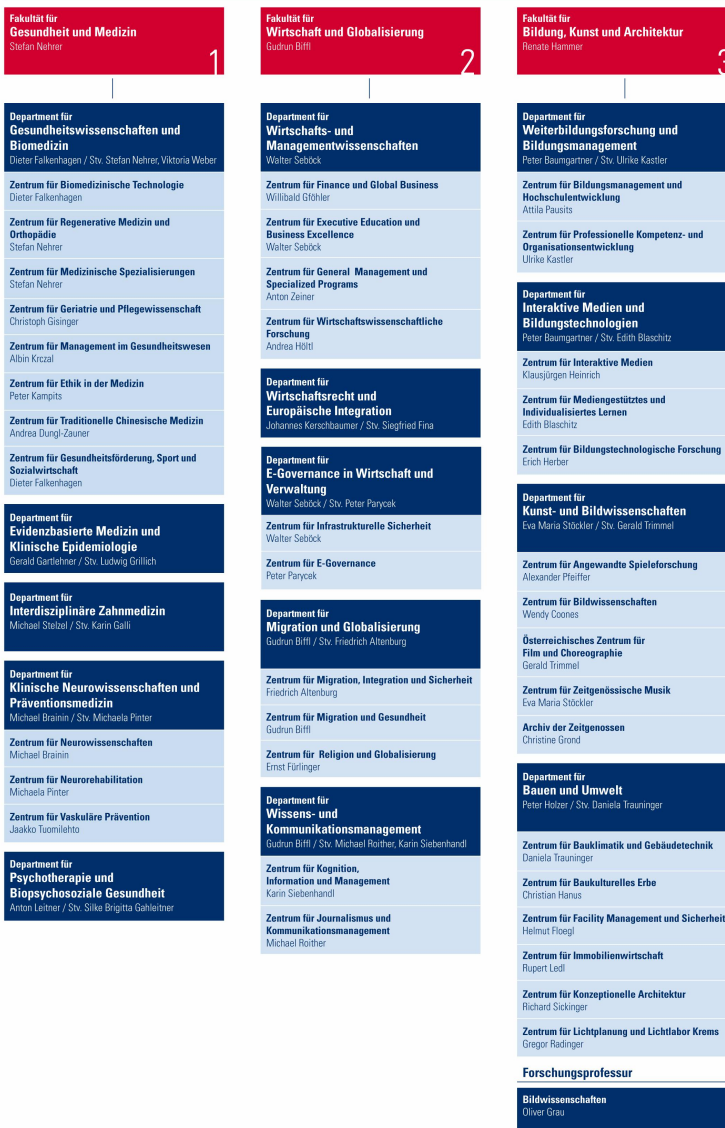 Fakultät für
Gesundheit und Medizin
Stefan Nehrer
1
Department für
Gesundheitswissenschaften und
Biomedizin
Dieter Falkenhagen / Stv. Stefan Nehrer, Viktoria Weber
Zentrum für Biomedizinische Technologie
Dieter Falkenhagen
Zentrum für Regenerative Medizin und
Orthopädie
Stefan Nehrer
Zentrum für Medizinische Spezialisierungen
Stefan Nehrer
Zentrum für Geriatrie und Pflegewissenschaft
Christoph Gisinger
Zentrum für Management im Gesundheitswesen
Albin Krczal
Zentrum für Ethik in der Medizin
Peter Kampits
Zentrum für Traditionelle Chinesische Medizin
Andrea Dungl-Zauner
Zentrum für Gesundheitsförderung, Sport und
Sozialwirtschaft
Dieter Falkenhagen
Department für
Evidenzbasierte Medizin und
Klinische Epidemiologie
Gerald Gartlehner / Stv. Ludwig Grillich
Department für
Interdisziplinäre Zahnmedizin
Michael Stelzel / Stv. Karin Galli
Department für
Klinische Neurowissenschaften und
Präventionsmedizin
Michael Brainin / Stv. Michaela Pinter
Zentrum für Neurowissenschaften
Michael Brainin
Zentrum für Neurorehabilitation
Michaela Pinter
Zentrum für Vaskuläre Prävention
Jaakko Tuomilehto
Department für
Psychotherapie und
Biopsychosoziale Gesundheit
Anton Leitner / Stv. Silke Brigitta Gahleitner
Fakultät für
Wirtschaft und Globalisierung
Gudrun Biffl
2
Department für
Wirtschafts- und
Managementwissenschaften
Walter Seböck
Zentrum für Finance und Global Business
Willibald Gföhler
Zentrum für Executive Education und
Business Excellence
Walter Seböck
Zentrum für General Management und
Specialized Programs
Anton Zeiner
Zentrum für Wirtschaftswissenschaftliche
Forschung
Andrea Höltl
Department für
Wirtschaftsrecht und
Europäische Integration
Johannes Kerschbaumer / Stv. Siegfried Fina
Department für
E-Governance in Wirtschaft und
Verwaltung
Walter Seböck / Stv. Peter Parycek
Zentrum für Infrastrukturelle Sicherheit
Walter Seböck
Zentrum für E-Governance
Peter Parycek
Department für
Migration und Globalisierung
Gudrun Biffl / Stv. Friedrich Altenburg
Zentrum für Migration, Integration und Sicherheit
Friedrich Altenburg
Zentrum für Migration und Gesundheit
Gudrun Biffl
Zentrum für Religion und Globalisierung
Ernst Fürlinger
Department für
Wissens- und
Kommunikationsmanagement
Gudrun Biffl / Stv. Michael Roither, Karin Siebenhandl
Zentrum für Kognition,
Information und Management
Karin Siebenhandl
Zentrum für Journalismus und
Kommunikationsmanagement
Michael Roither
Fakultät für
Bildung, Kunst und Architektur
Renate Hammer
3
Department für
Weiterbildungsforschung und
Bildungsmanagement
Peter Baumgartner / Stv. Ulrike Kastler
Zentrum für Bildungsmanagement und
Hochschulentwicklung
Attila Pausits
Zentrum für Professionelle Kompetenz- und
Organisationsentwicklung
Ulrike Kastler
Department für
Interaktive Medien und
Bildungstechnologien
Peter Baumgartner / Stv. Edith Blaschitz
Zentrum für Interaktive Medien
Klausjürgen Heinrich
Zentrum für Mediengestütztes und
Individualisiertes Lernen
Edith Blaschitz
Zentrum für Bildungstechnologische Forschung
Erich Herber
Department für
Kunst- und Bildwissenschaften
Eva Maria Stöckler / Stv. Gerald Trimmel
Zentrum für Angewandte Spieleforschung
Alexander Pfeiffer
Zentrum für Bildwissenschaften
Wendy Coones
Österreichisches Zentrum für
Film und Choreographie
Gerald Trimmel
Zentrum für Zeitgenössische Musik
Eva Maria Stöckler
Archiv der Zeitgenossen
Christine Grond
Department für
Bauen und Umwelt
Peter Holzer / Stv. Daniela Trauninger
Zentrum für Bauklimatik und Gebäudetechnik
Daniela Trauninger
Zentrum für Baukulturelles Erbe
Christian Hanus
Zentrum für Facility Management und Sicherheit
Helmut Floegl
Zentrum für Immobilienwirtschaft
Rupert Ledl
Zentrum für Konzeptionelle Architektur
Richard Sickinger
Zentrum für Lichtplanung und Lichtlabor Krems
Gregor Radinger
Forschungsprofessur
Bildwissenschaften
Oliver Grau